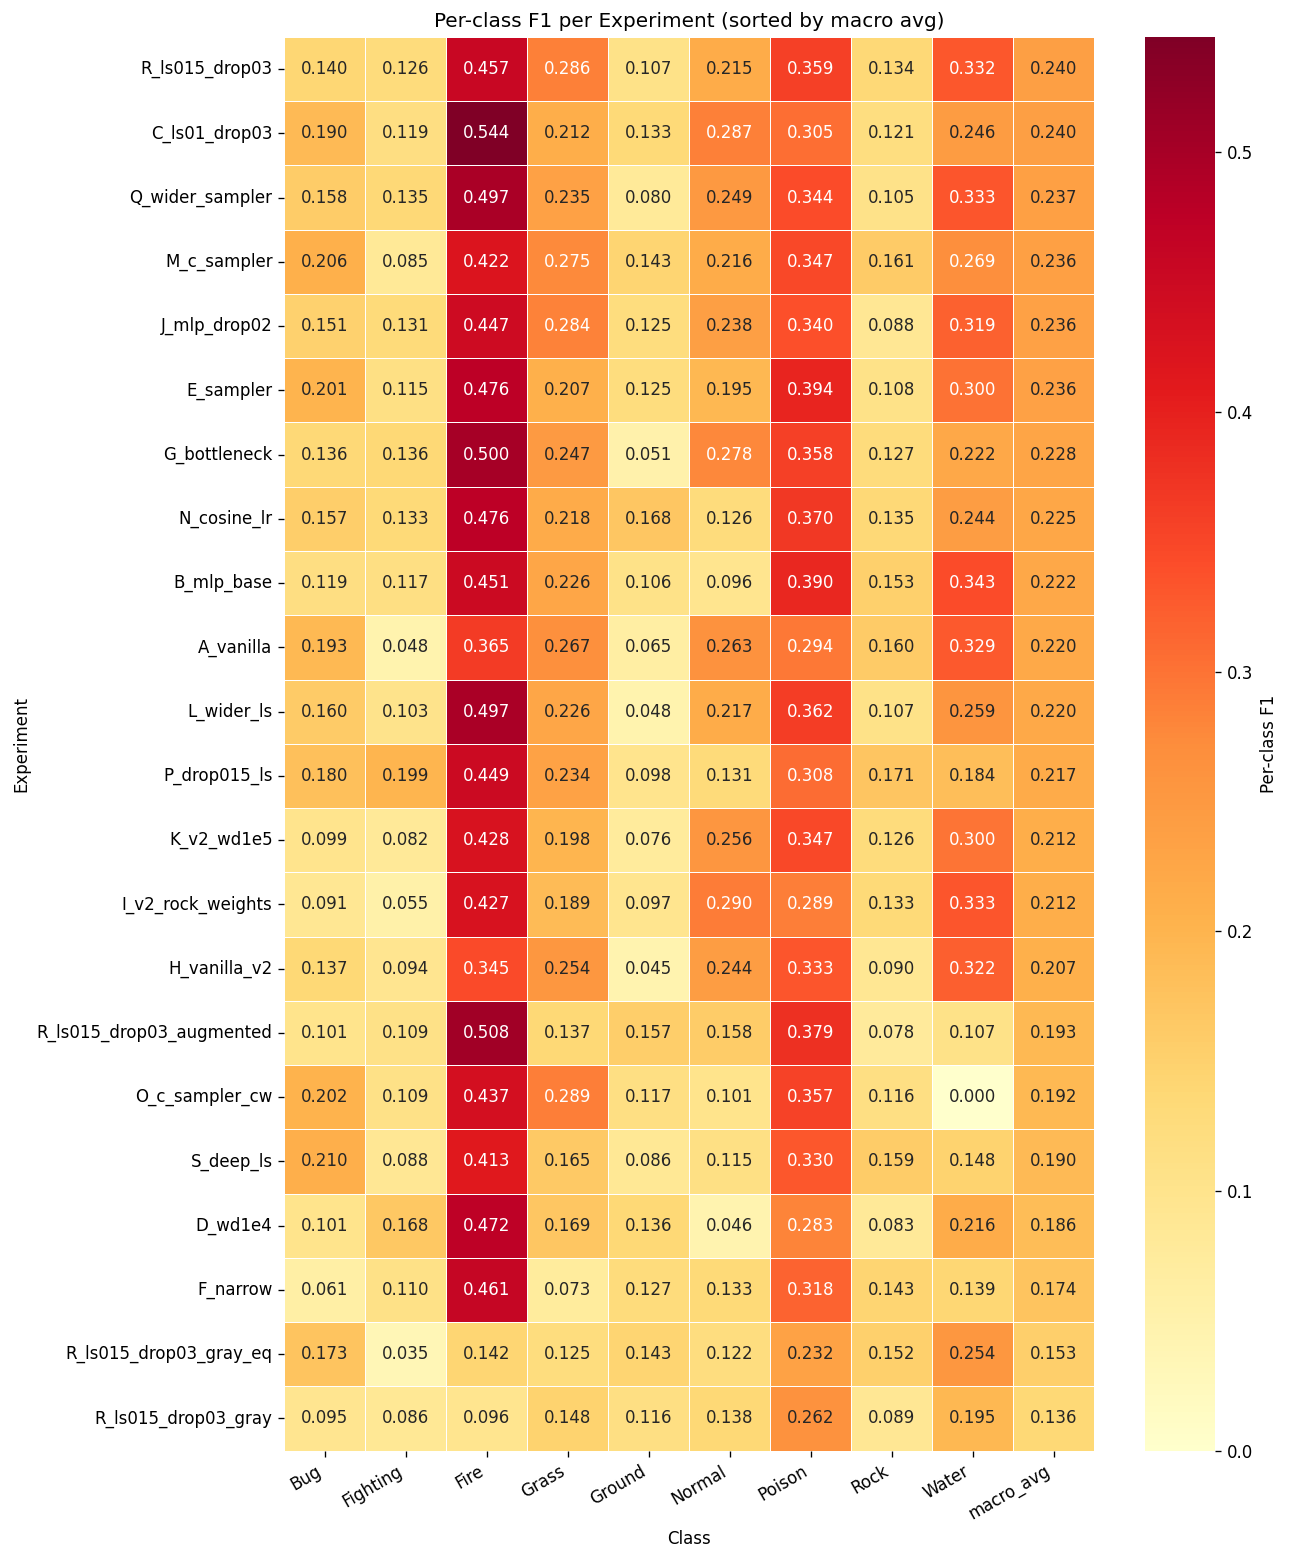 Per-class F1 per Experiment (sorted by macro avg)
R_ls015_drop03 0.140 0.126 0.457 0.286 0.107 0.215 0.359 0.134 0.332 0.240
C_ls01_drop03 0.190 0.119 0.544 0.212 0.133 0.287 0.305 0.121 0.246 0.240
Q_wider_sampler 0.158 0.135 0.497 0.235 0.080 0.249 0.344 0.105 0.333 0.237
M_c_sampler 0.206 0.085 0.422 0.275 0.143 0.216 0.347 0.161 0.269 0.236
J_mlp_drop02 0.151 0.131 0.447 0.284 0.125 0.238 0.340 0.088 0.319 0.236
E_sampler 0.201 0.115 0.476 0.207 0.125 0.195 0.394 0.108 0.300 0.236
G_bottleneck 0.136 0.136 0.500 0.247 0.051 0.278 0.358 0.127 0.222 0.228
N_cosine_lr 0.157 0.133 0.476 0.218 0.168 0.126 0.370 0.135 0.244 0.225
B_mlp_base 0.119 0.117 0.451 0.226 0.106 0.096 0.390 0.153 0.343 0.222
A_vanilla 0.193 0.048 0.365 0.267 0.065 0.263 0.294 0.160 0.329 0.220
L_wider_ls 0.160 0.103 0.497 0.226 0.048 0.217 0.362 0.107 0.259 0.220
P_drop015_ls 0.180 0.199 0.449 0.234 0.098 0.131 0.308 0.171 0.184 0.217
K_v2_wd1e5 0.099 0.082 0.428 0.198 0.076 0.256 0.347 0.126 0.300 0.212
I_v2_rock_weights 0.091 0.055 0.427 0.189 0.097 0.290 0.289 0.133 0.333 0.212
H_vanilla_v2 0.137 0.094 0.345 0.254 0.045 0.244 0.333 0.090 0.322 0.207
R_ls015_drop03_augmented 0.101 0.109 0.508 0.137 0.157 0.158 0.379 0.078 0.107 0.193
O_c_sampler_cw 0.202 0.109 0.437 0.289 0.117 0.101 0.357 0.116 0.000 0.192
S_deep_ls 0.210 0.088 0.413 0.165 0.086 0.115 0.330 0.159 0.148 0.190
D_wd1e4 0.101 0.168 0.472 0.169 0.136 0.046 0.283 0.083 0.216 0.186
F_narrow 0.061 0.110 0.461 0.073 0.127 0.133 0.318 0.143 0.139 0.174
R_ls015_drop03_gray_eq 0.173 0.035 0.142 0.125 0.143 0.122 0.232 0.152 0.254 0.153
R_ls015_drop03_gray 0.095 0.086 0.096 0.148 0.116 0.138 0.262 0.089 0.195 0.136
Bug Fighting Fire Grass Ground Normal Poison Rock Water macro_avg
Class
Experiment
0.5
0.4
0.3
0.2
0.1
0.0
Per-class F1